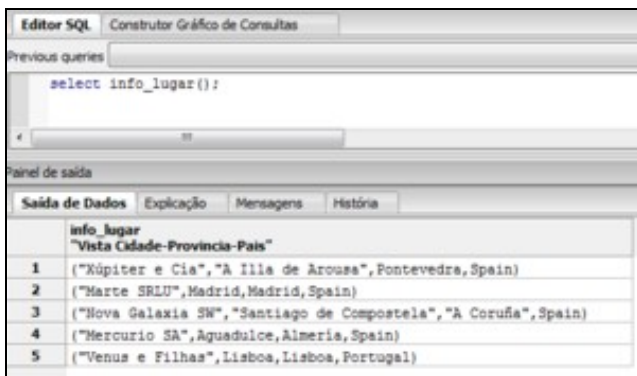 Editor SQL Construtor Gráfico de Consultas
Previous queries
select info_lugar();
Painel de saída
Saída de Dados Explicação Mensagens História
info_lugar
"Vista Cidade-Provincia-Pais"
1 ("Xúpiter e Cia","A Illa de Arousa",Pontevedra,Spain)
2 ("Marte SRLU",Madrid,Madrid,Spain)
3 ("Nova Galaxia SW","Santiago de Compostela","A Coruña",Spain)
4 ("Mercurio SA",Aguadulce,Almería,Spain)
5 ("Venus e Filhas",Lisboa,Lisboa,Portugal)